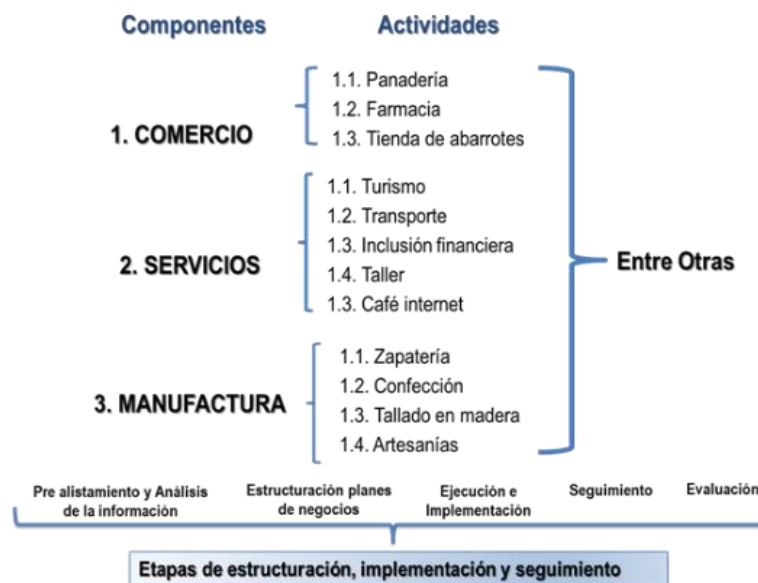 Componentes
Actividades
1. COMERCIO
1.1. Panadería
1.2. Farmacia
1.3. Tienda de abarrotes
2. SERVICIOS
1.1. Turismo
1.2. Transporte
1.3. Inclusión financiera
1.4. Taller
1.3. Café internet
3. MANUFACTURA
1.1. Zapatería
1.2. Confección
1.3. Tallado en madera
1.4. Artesanías
Entre Otras
Pre alistamiento y Análisis
de la información
Estructuración planes
de negocios
Ejecución e
Implementación
Seguimiento
Evaluación
Etapas de estructuración, implementación y seguimiento